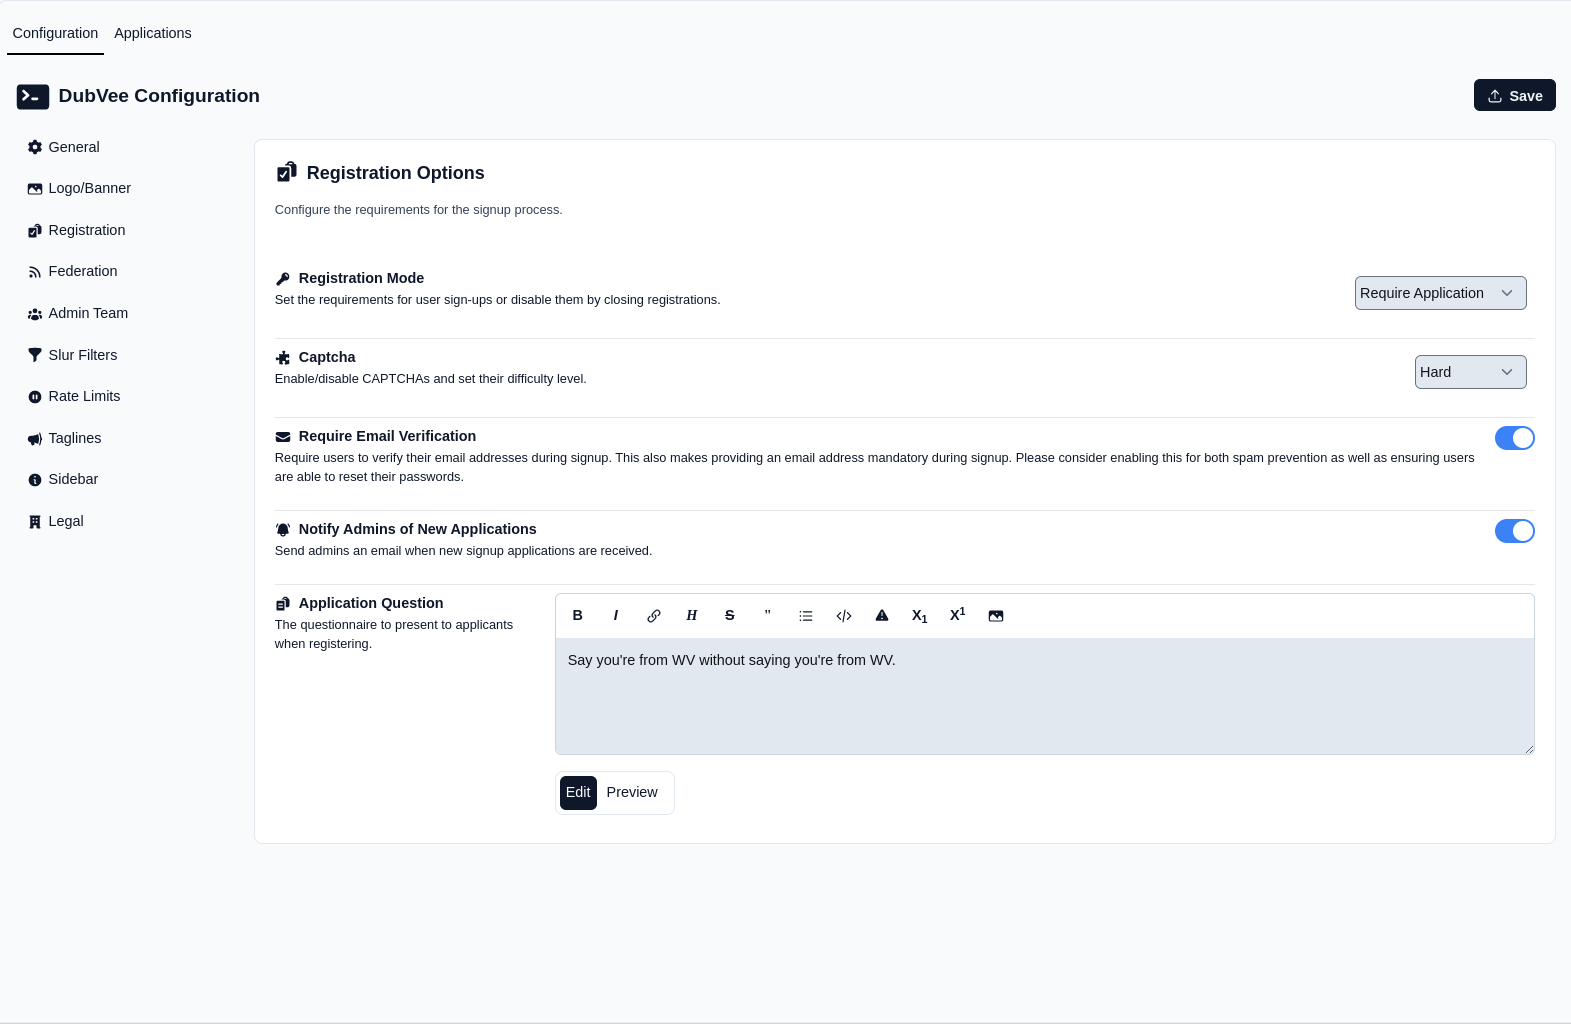 Configuration Applications
DubVee Configuration
Save
General
Logo/Banner
Registration
Federation
Admin Team
Slur Filters
Rate Limits
Taglines
Sidebar
Legal
Registration Options
Configure the requirements for the signup process.
Registration Mode
Set the requirements for user sign-ups or disable them by closing registrations.
Require Application
Captcha
Enable/disable CAPTCHAs and set their difficulty level.
Hard
Require Email Verification
Require users to verify their email addresses during signup. This also makes providing an email address mandatory during signup. Please consider enabling this for both spam prevention as well as ensuring users
are able to reset their passwords.
Notify Admins of New Applications
Send admins an email when new signup applications are received.
Application Question
The questionnaire to present to applicants
when registering.
B I H S " </> X1 X1
Say you're from WV without saying you're from WV.
Edit Preview